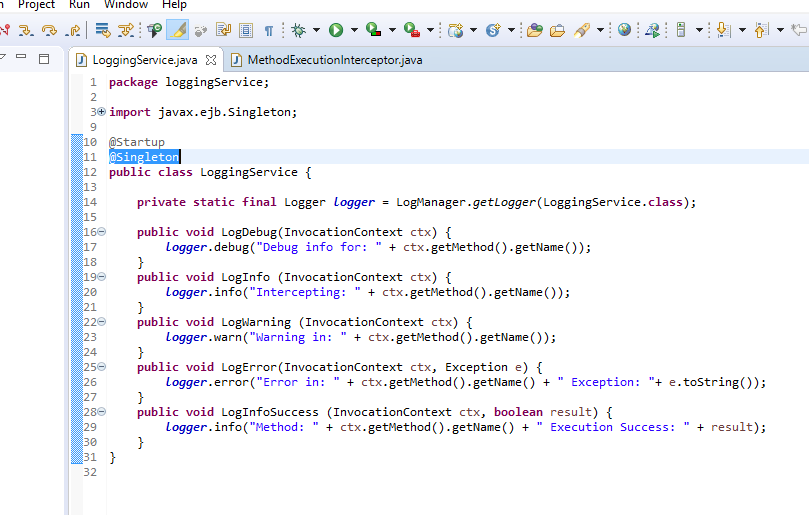 Project Run Window Help
LoggingService.java MethodExecutionInterceptor.java
1 package loggingService;
2
3 import javax.ejb.Singleton;
9
10 @Startup
11 @Singleton
12 public class LoggingService {
13
14 private static final Logger logger = LogManager.getLogger(LoggingService.class);
15
16 public void LogDebug(InvocationContext ctx) {
17 logger.debug("Debug info for: " + ctx.getMethod().getName());
18 }
19 public void LogInfo (InvocationContext ctx) {
20 logger.info("Intercepting: " + ctx.getMethod().getName());
21 }
22 public void LogWarning (InvocationContext ctx) {
23 logger.warn("Warning in: " + ctx.getMethod().getName());
24 }
25 public void LogError(InvocationContext ctx, Exception e) {
26 logger.error("Error in: " + ctx.getMethod().getName() + " Exception: "+ e.toString());
27 }
28 public void LogInfoSuccess (InvocationContext ctx, boolean result) {
29 logger.info("Method: " + ctx.getMethod().getName() + " Execution Success: " + result);
30 }
31 }
32